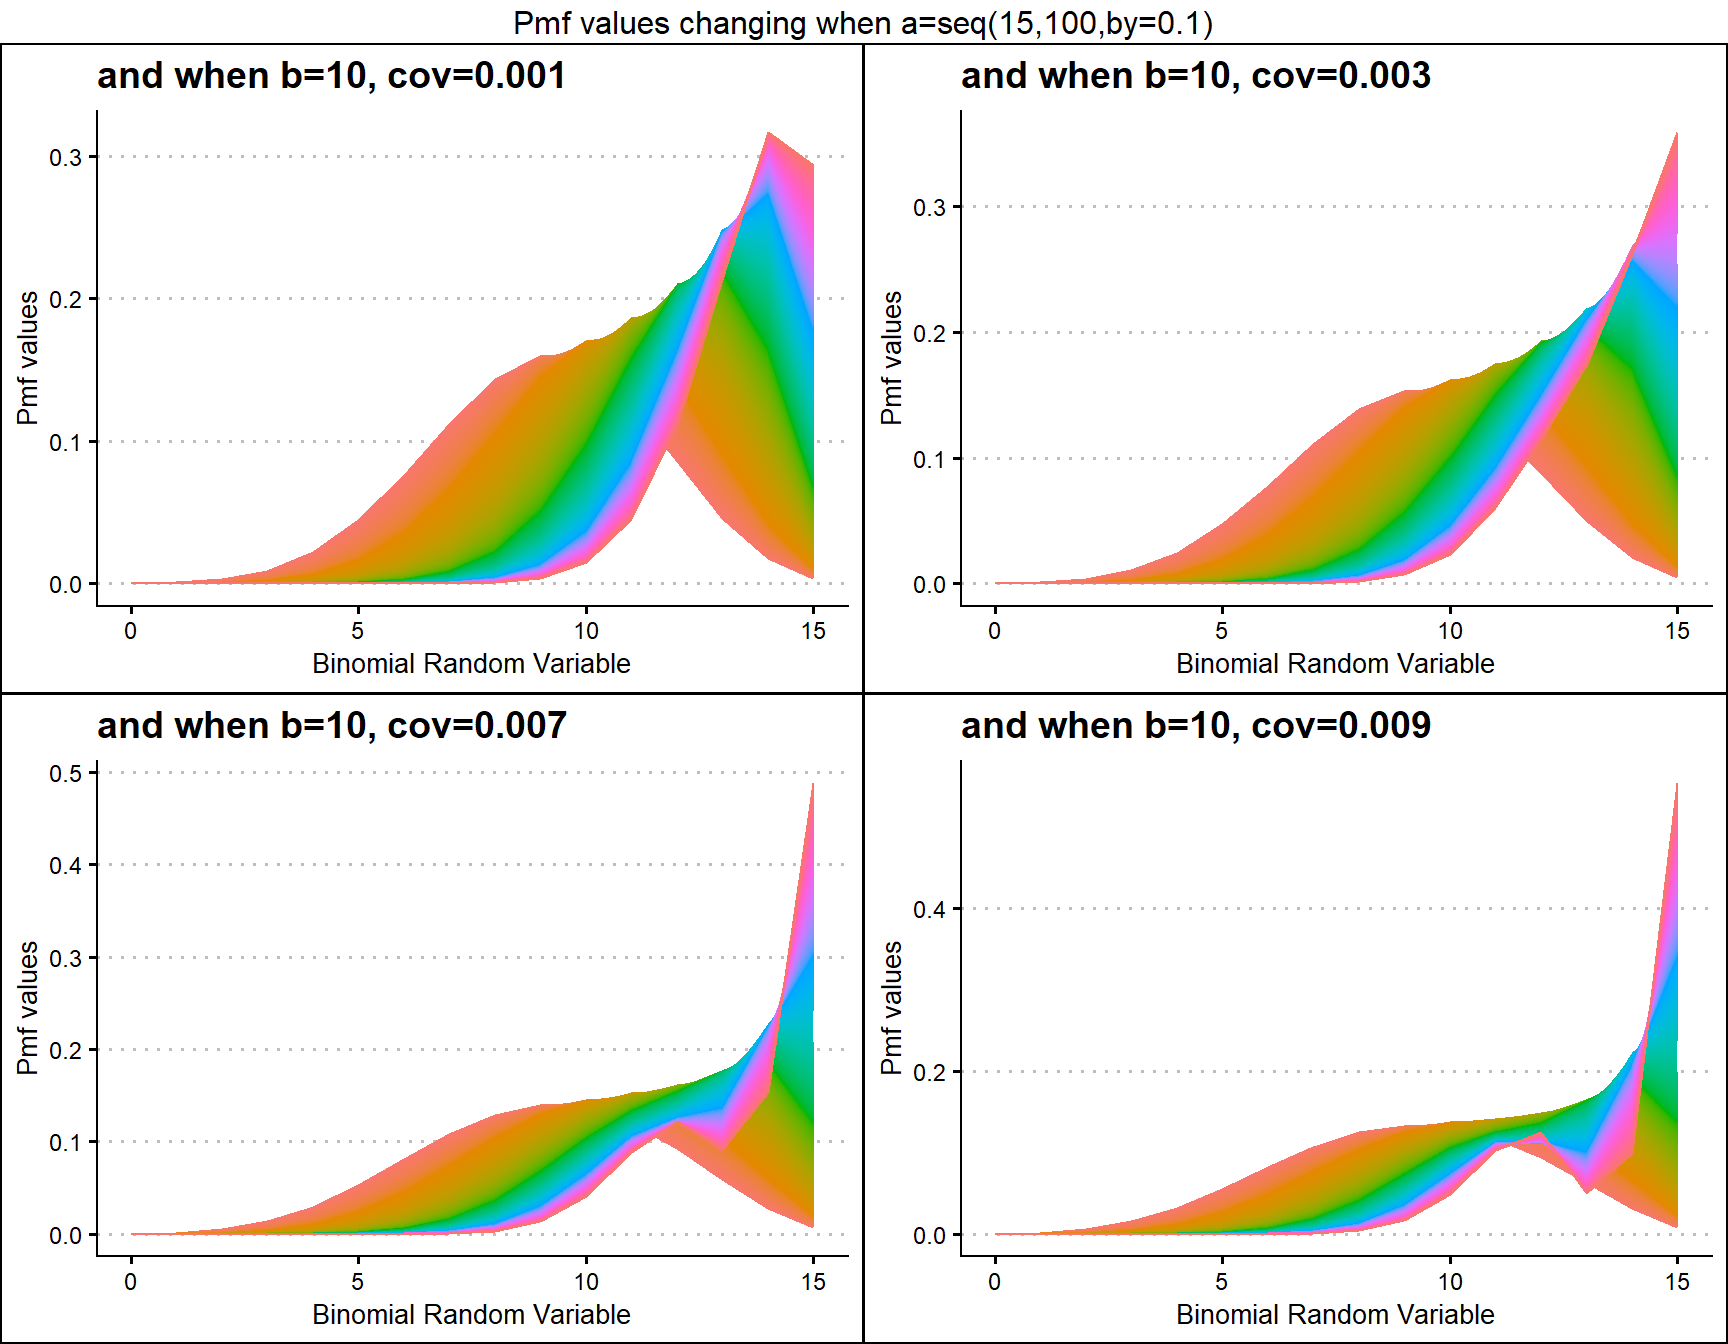 Pmf values changing when a=seq(15,100,by=0.1)
and when b=10, cov=0.001
Pmf values
0.3
0.2
0.1
0.0
0 5 10 15
Binomial Random Variable
and when b=10, cov=0.003
Pmf values
0.3
0.2
0.1
0.0
0 5 10 15
Binomial Random Variable
and when b=10, cov=0.007
Pmf values
0.5
0.4
0.3
0.2
0.1
0.0
0 5 10 15
Binomial Random Variable
and when b=10, cov=0.009
Pmf values
0.4
0.2
0.0
0 5 10 15
Binomial Random Variable